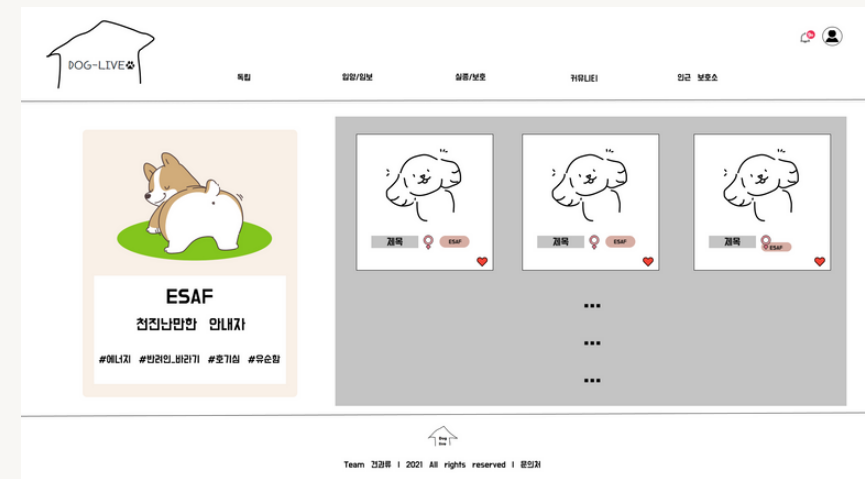 DOG-LIVE
독립 입양/임보 실종/보호 커뮤니티 인근 보호소
제목 ESAF
제목 ESAF
제목 ESAF
ESAF
천진난만한 안내자
#에너지 #반려인_바라기 #호기심 #유순함
Dog
live
Team 견과류 | 2021 All rights reserved | 문의처